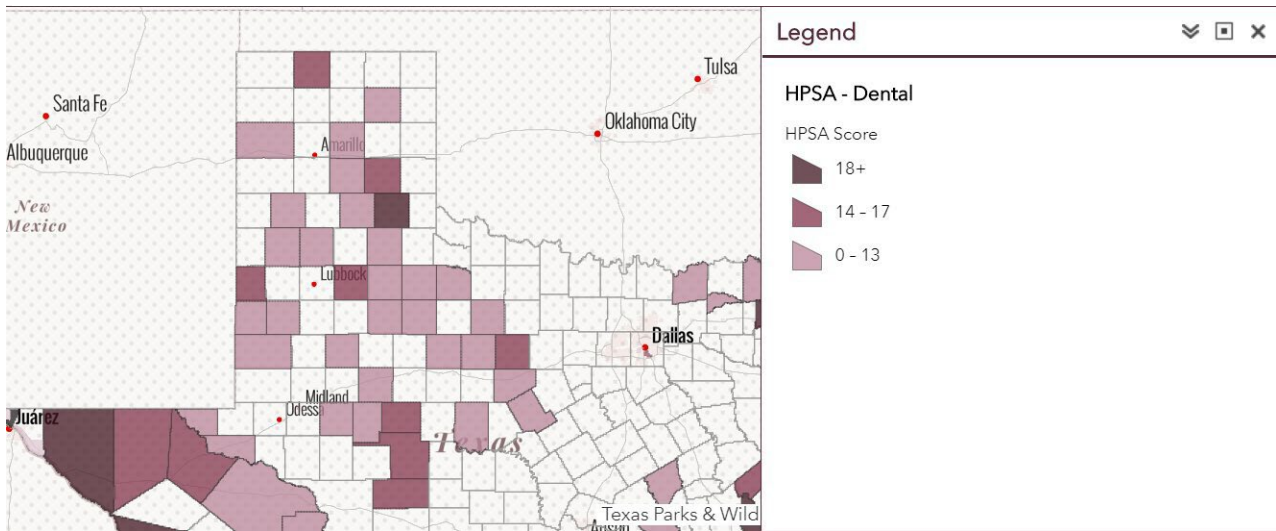 Santa Fe
Albuquerque
New
Mexico
Juárez
Amarillo
Lubbock
Midland
Odessa
Texas
Tulsa
Oklahoma City
Dallas
Texas Parks & Wild
Legend
HPSA - Dental
HPSA Score
18+
14 - 17
0 - 13